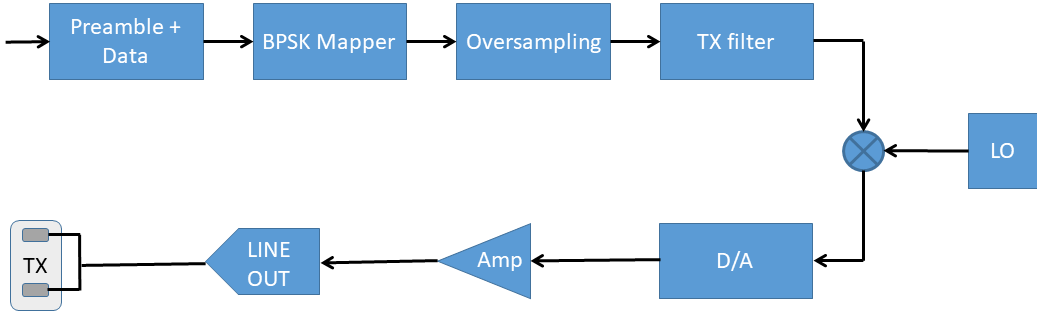 Preamble +
Data
BPSK Mapper
Oversampling
TX filter
LO
TX
LINE
OUT
Amp
D/A